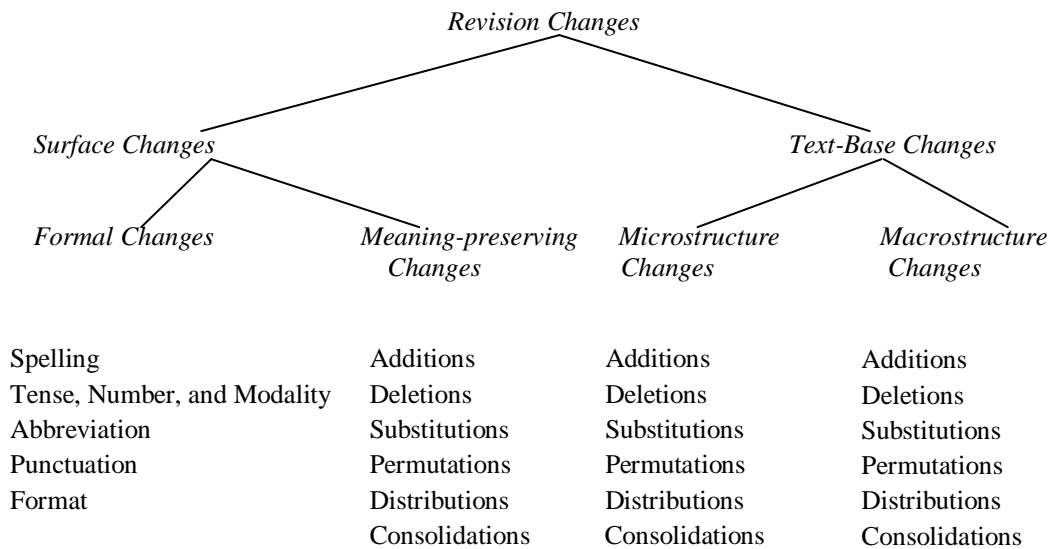 Revision Changes
Surface Changes Text-Base Changes
Formal Changes Meaning-preserving Microstructure Macrostructure
Changes Changes Changes
Spelling Additions Additions Additions
Tense, Number, and Modality Deletions Deletions Deletions
Abbreviation Substitutions Substitutions Substitutions
Punctuation Permutations Permutations Permutations
Format Distributions Distributions Distributions
Consolidations Consolidations Consolidations